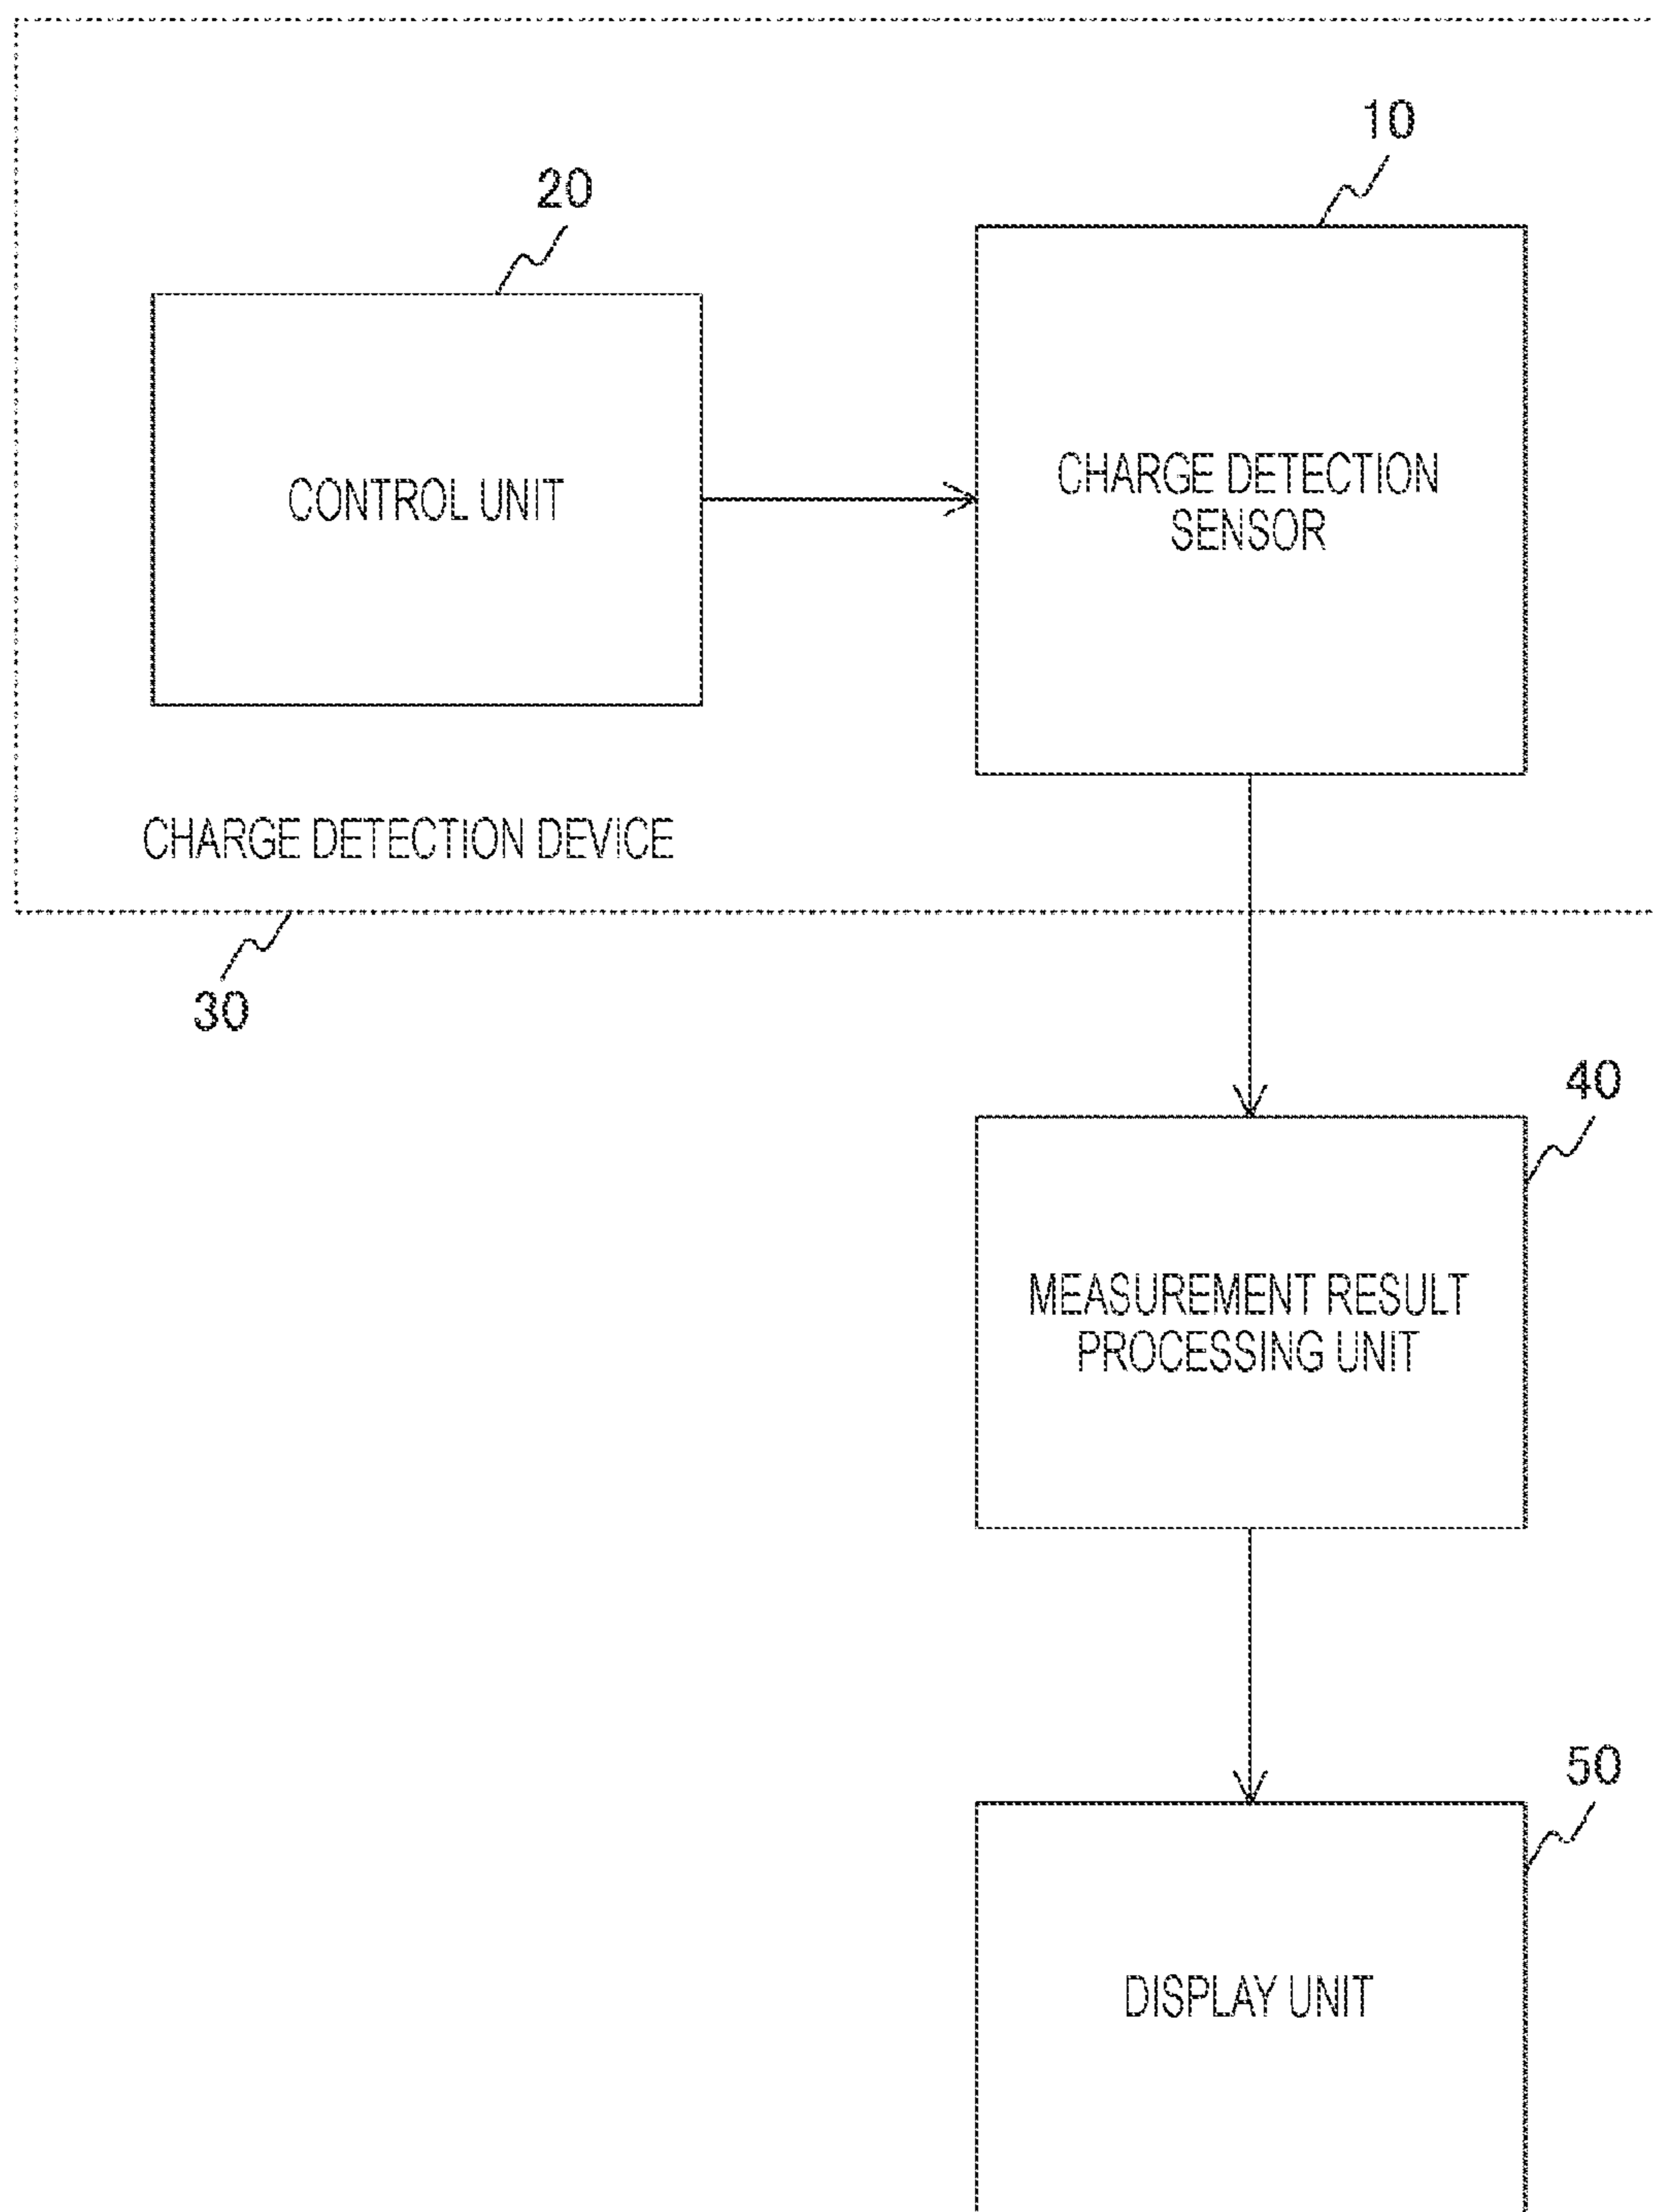 10
20
CONTROL UNIT
CHARGE DETECTION
SENSOR
CHARGE DETECTION DEVICE
30
40
MEASUREMENT RESULT
PROCESSING UNIT
50
DISPLAY UNIT